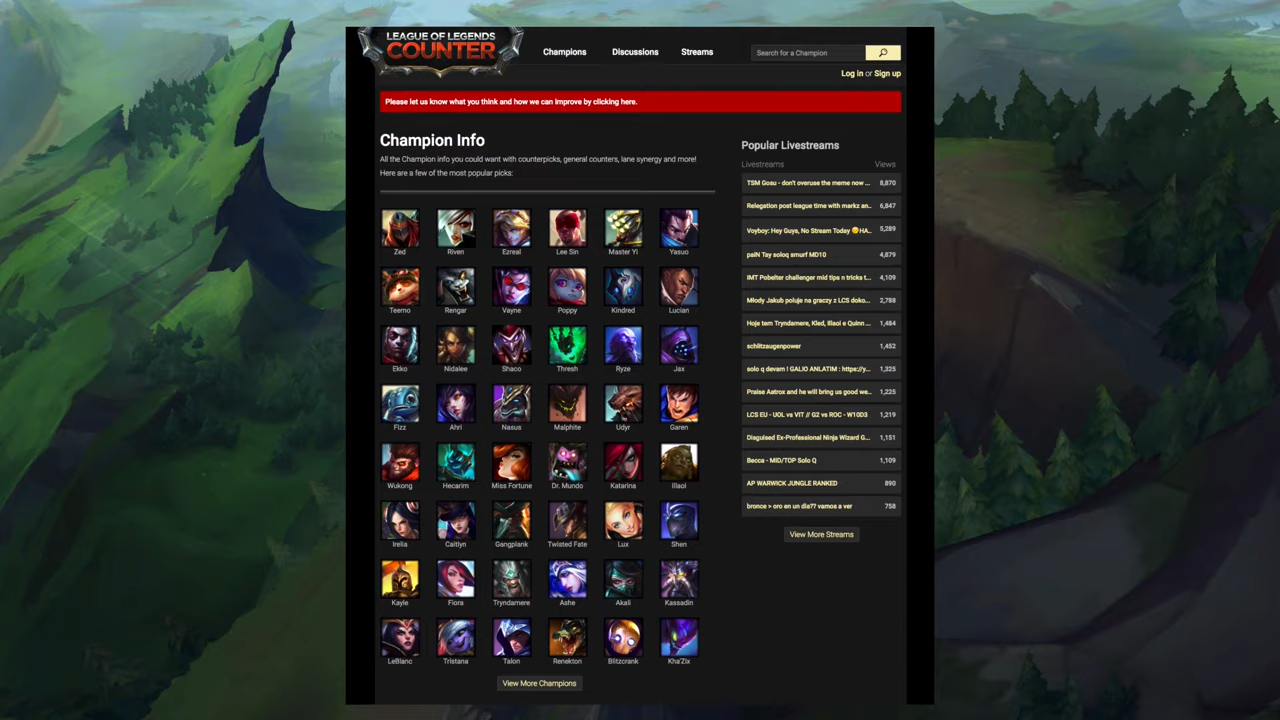 LEAGUE OF LEGENDS
COUNTER
Champions Discussions Streams
Search for a Champion
Log in or Sign up
Please let us know what you think and how we can improve by clicking here.
Champion Info
All the Champion info you could want with counterpicks, general counters, lane synergy and more!
Here are a few of the most popular picks:
Zed Riven Ezreal Lee Sin Master Yi Yasuo
Teemo Rengar Vayne Poppy Kindred Lucian
Ekko Nidalee Shaco Thresh Ryze Jax
Fizz Ahri Nasus Malphite Udyr Garen
Wukong Hecarim Miss Fortune Dr. Mundo Katarina Illaoi
Irelia Caitlyn Gangplank Twisted Fate Lux Shen
Kayle Fiora Tryndamere Ashe Akali Kassadin
LeBlanc Tristana Talon Renekton Blitzcrank Kha'Zix
View More Champions
Popular Livestreams
Livestreams Views
TSM Gosu - don't overuse the meme now ... 8,870
Relegation post league time with markz an.. 6,847
Voyboy: Hey Guys, No Stream Today 😔HA.. 5,289
paiN Tay soloq smurf MD10 4,879
IMT Pobelter challenger mid tips n tricks t... 4,109
Młody Jakub poluje na graczy z LCS doko... 2,788
Hoje tem Tryndamere, Kled, Illaoi e Quinn ... 1,484
schlitzaugenpower 1,452
solo q devam ! GALIO ANLATIM : https://y... 1,325
Praise Aatrox and he will bring us good we... 1,225
LCS EU - UOL vs VIT // G2 vs ROC - W10D3 1,219
Disguised Ex-Professional Ninja Wizard G... 1,151
Becca - MID/TOP Solo Q 1,109
AP WARWICK JUNGLE RANKED 890
bronce > oro en un dia?? vamos a ver 758
View More Streams